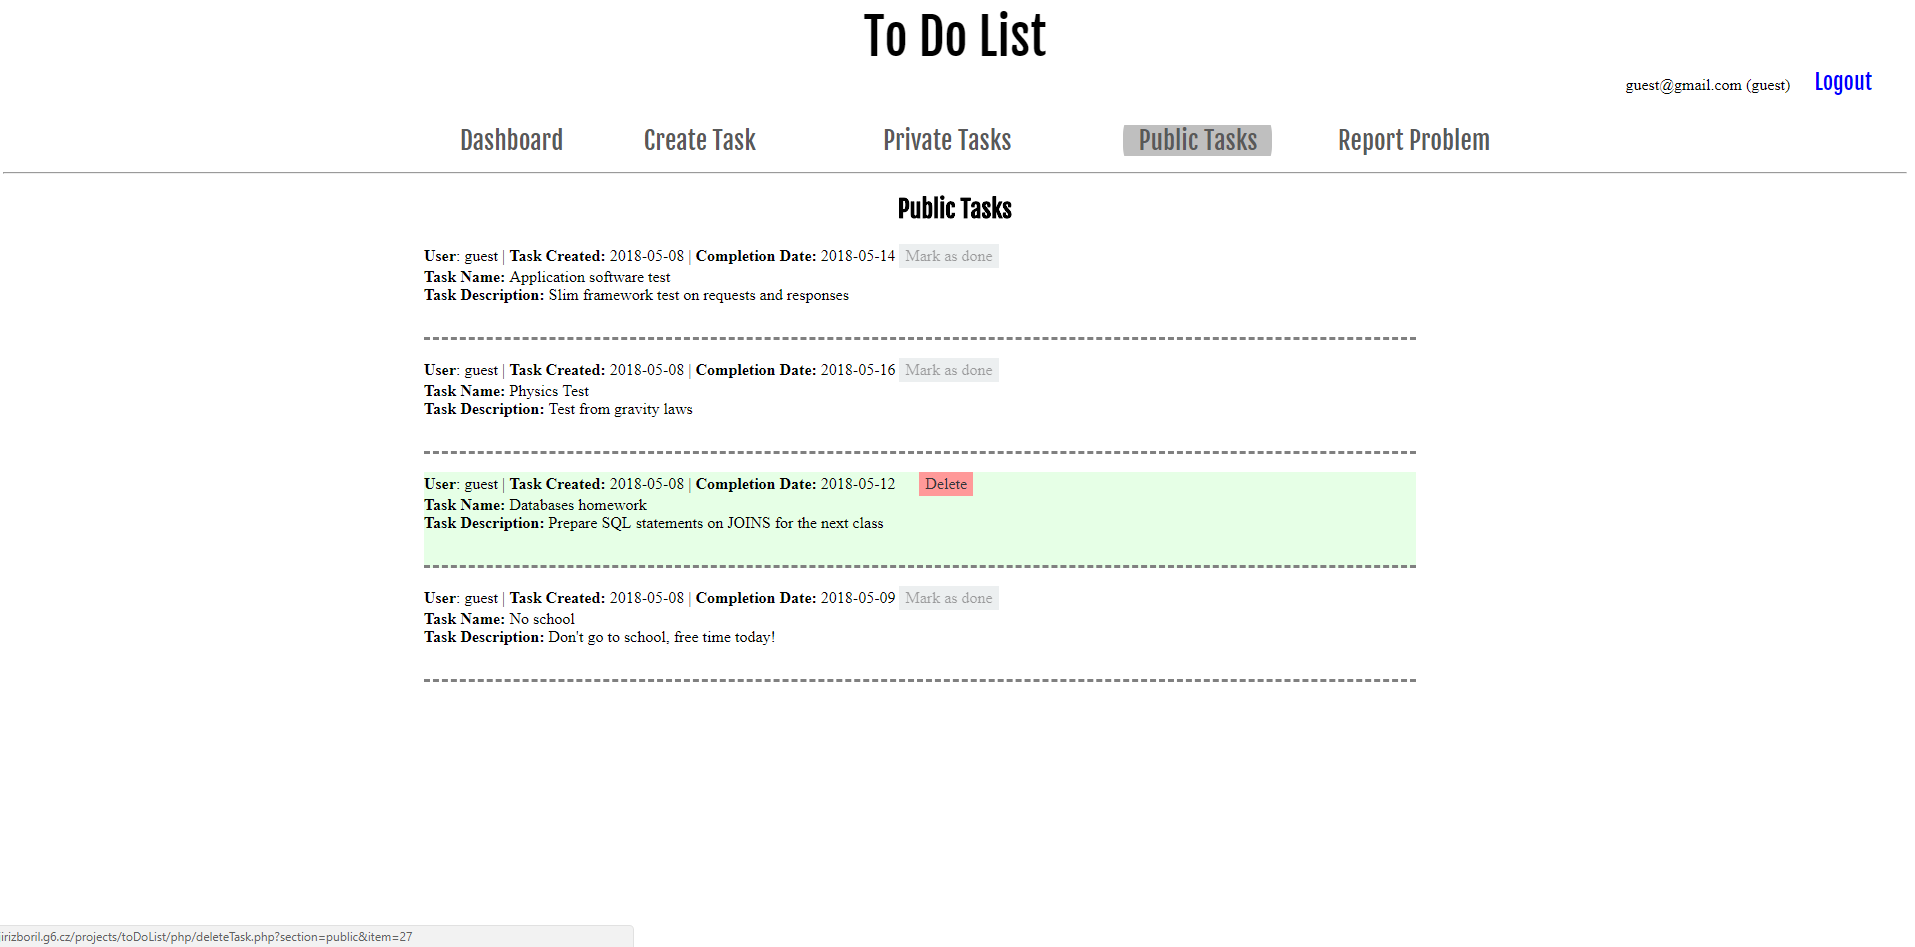 To Do List
guest@gmail.com (guest) Logout
Dashboard Create Task Private Tasks Public Tasks Report Problem
Public Tasks
User: guest | Task Created: 2018-05-08 | Completion Date: 2018-05-14 Mark as done
Task Name: Application software test
Task Description: Slim framework test on requests and responses
User: guest | Task Created: 2018-05-08 | Completion Date: 2018-05-16 Mark as done
Task Name: Physics Test
Task Description: Test from gravity laws
User: guest | Task Created: 2018-05-08 | Completion Date: 2018-05-12 Delete
Task Name: Databases homework
Task Description: Prepare SQL statements on JOINS for the next class
User: guest | Task Created: 2018-05-08 | Completion Date: 2018-05-09 Mark as done
Task Name: No school
Task Description: Don't go to school, free time today!
irizboril.g6.cz/projects/toDoList/php/deleteTask.php?section=public&item=27